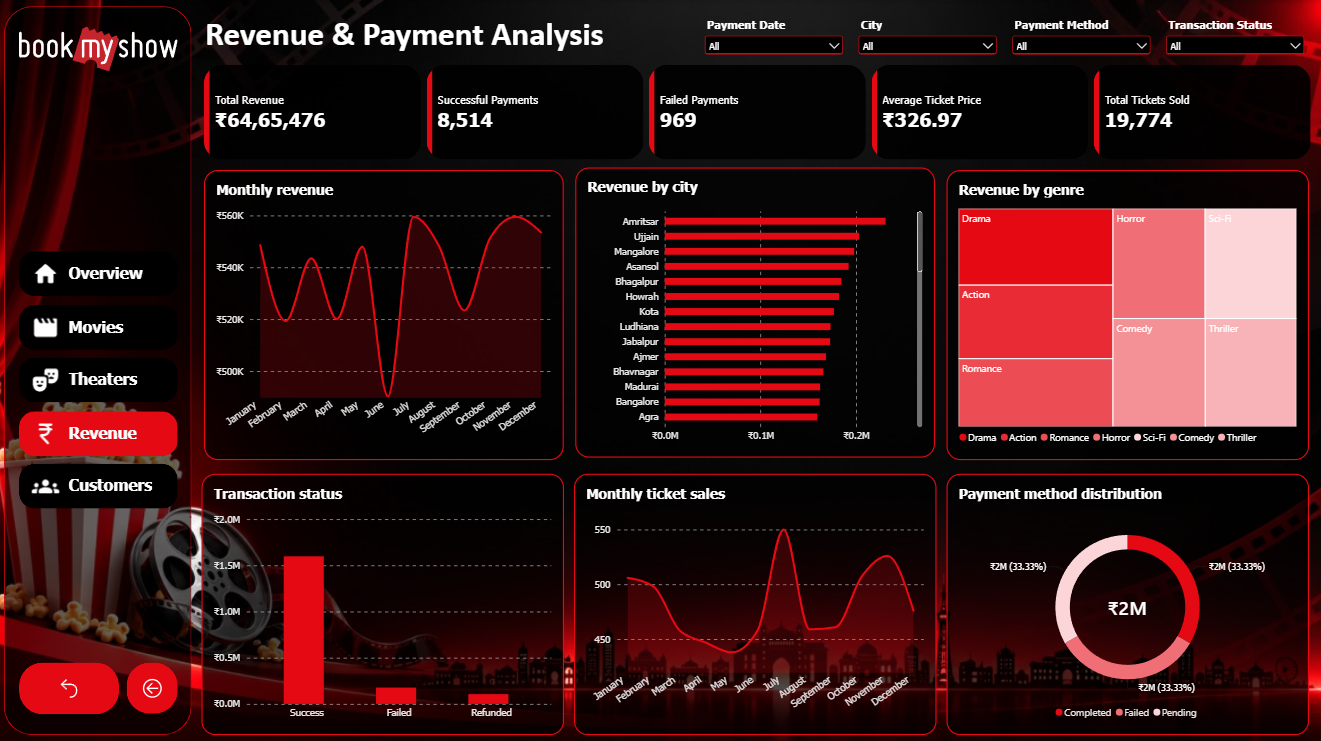 book my show
Revenue & Payment Analysis
Payment Date
All
City
All
Payment Method
All
Transaction Status
All
Total Revenue
₹64,65,476
Successful Payments
8,514
Failed Payments
969
Average Ticket Price
₹326.97
Total Tickets Sold
19,774
Overview
Movies
Theaters
Revenue
Customers
Monthly revenue
₹560K
₹540K
₹520K
₹500K
January
February
March
April
May
June
July
August
September
October
November
December
Revenue by city
Amritsar
Ujjain
Mangalore
Asansol
Bhagalpur
Howrah
Kota
Ludhiana
Jabalpur
Ajmer
Bhavnagar
Madurai
Bangalore
Agra
₹0.0M ₹0.1M ₹0.2M
Revenue by genre
Drama
Horror
Sci-Fi
Action
Comedy
Thriller
Romance
Drama Action Romance Horror Sci-Fi Comedy Thriller
Transaction status
₹2.0M
₹1.5M
₹1.0M
₹0.5M
₹0.0M
Success Failed Refunded
Monthly ticket sales
550
500
450
January
February
March
April
May
June
July
August
September
October
November
December
Payment method distribution
₹2M (33.33%)
₹2M (33.33%)
₹2M
₹2M (33.33%)
Completed Failed Pending